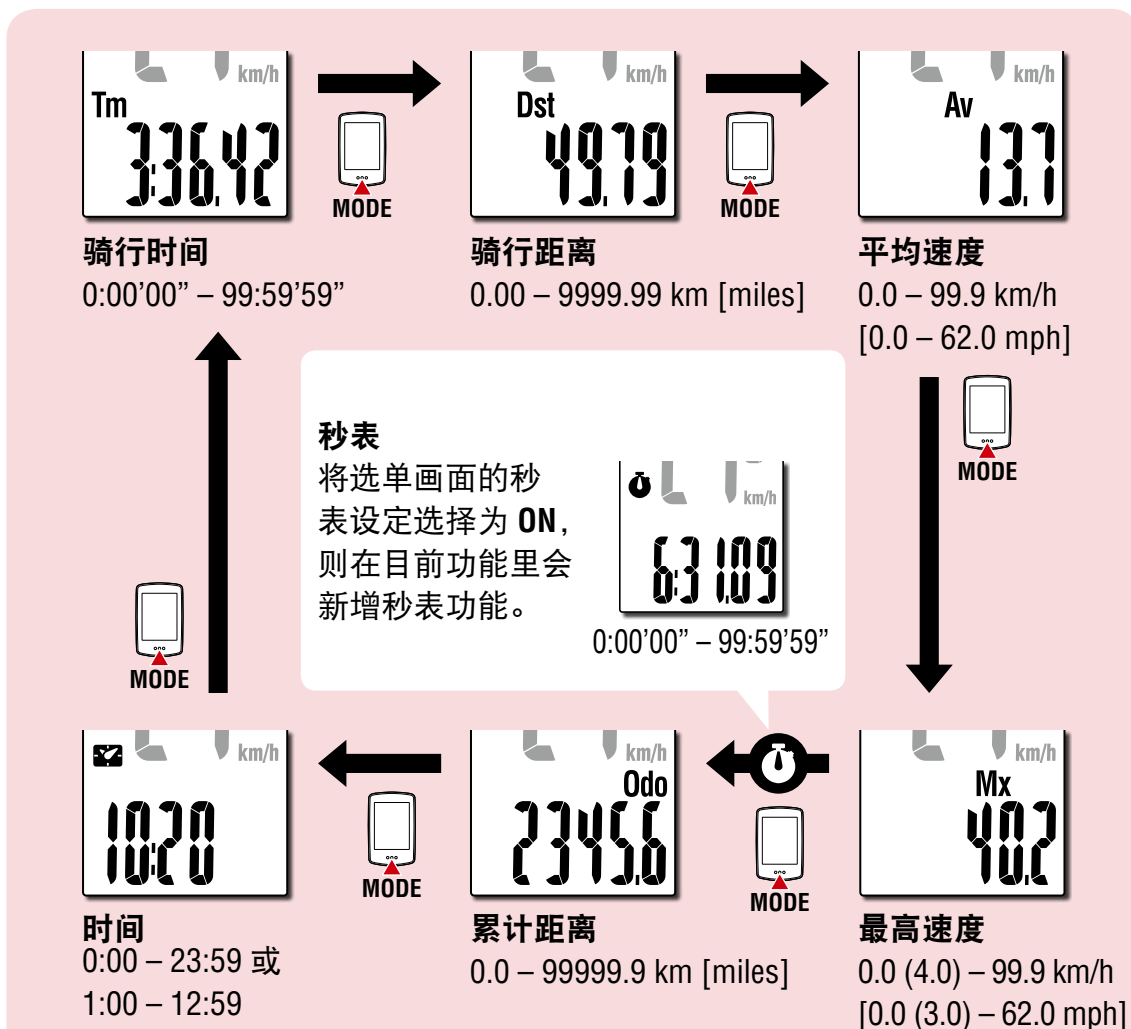 km/h
Tm
3:36.42
MODE
骑行时间
0:00’00” – 99:59’59”
km/h
Dst
49.79
MODE
骑行距离
0.00 – 9999.99 km [miles]
km/h
Av
13.7
平均速度
0.0 – 99.9 km/h
[0.0 – 62.0 mph]
MODE
秒表
将选单画面的秒
表设定选择为 ON，
则在目前功能里会
新增秒表功能。
km/h
6:31.09
0:00’00” – 99:59’59”
km/h
Mx
40.2
最高速度
0.0 (4.0) – 99.9 km/h
[0.0 (3.0) – 62.0 mph]
MODE
km/h
Odo
2345.6
累计距离
0.0 – 99999.9 km [miles]
MODE
km/h
10:20
时间
0:00 – 23:59 或
1:00 – 12:59
MODE